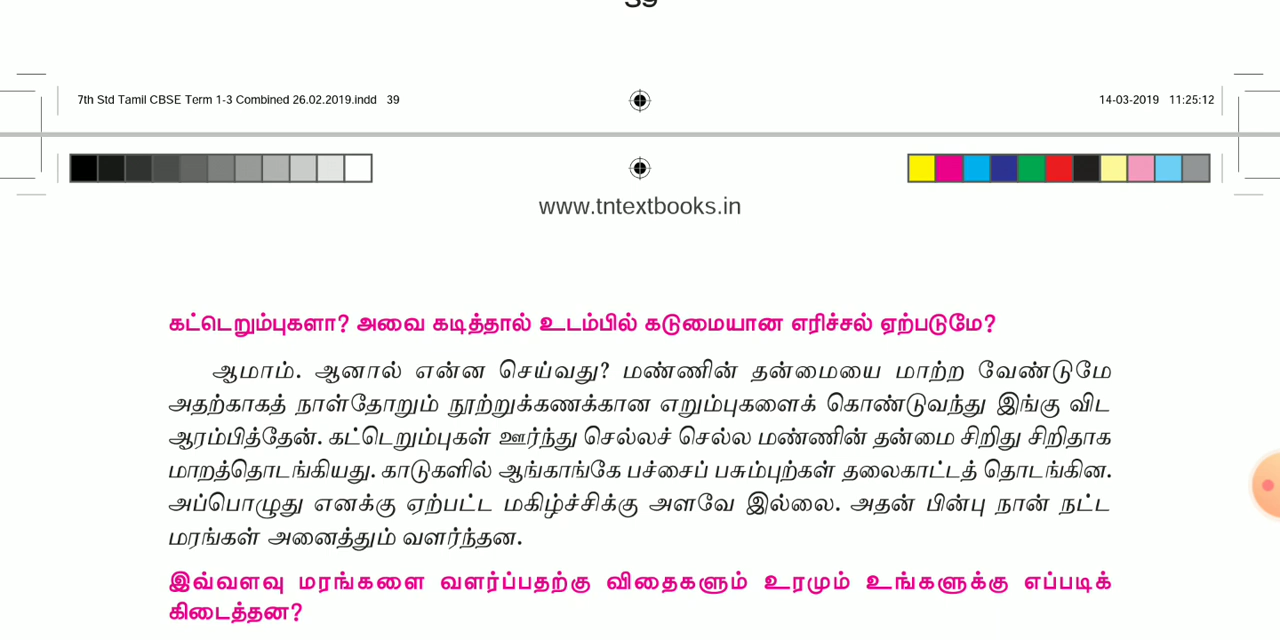 39
7th Std Tamil CBSE Term 1-3 Combined 26.02.2019.indd 39
14-03-2019 11:25:12
www.tntextbooks.in
கட்டெறும்புகளா? அவை கடித்தால் உடம்பில் கடுமையான எரிச்சல் ஏற்படுமே?
ஆமாம். ஆனால் என்ன செய்வது? மண்ணின் தன்மையை மாற்ற வேண்டுமே
அதற்காகத் நாள்தோறும் நூற்றுக்கணக்கான எறும்புகளைக் கொண்டுவந்து இங்கு விட
ஆரம்பித்தேன். கட்டெறும்புகள் ஊர்ந்து செல்லச் செல்ல மண்ணின் தன்மை சிறிது சிறிதாக
மாறத்தொடங்கியது. காடுகளில் ஆங்காங்கே பச்சைப் பசும்புற்கள் தலைகாட்டத் தொடங்கின.
அப்பொழுது எனக்கு ஏற்பட்ட மகிழ்ச்சிக்கு அளவே இல்லை. அதன் பின்பு நான் நட்ட
மரங்கள் அனைத்தும் வளர்ந்தன.
இவ்வளவு மரங்களை வளர்ப்பதற்கு விதைகளும் உரமும் உங்களுக்கு எப்படிக்
கிடைத்தன?